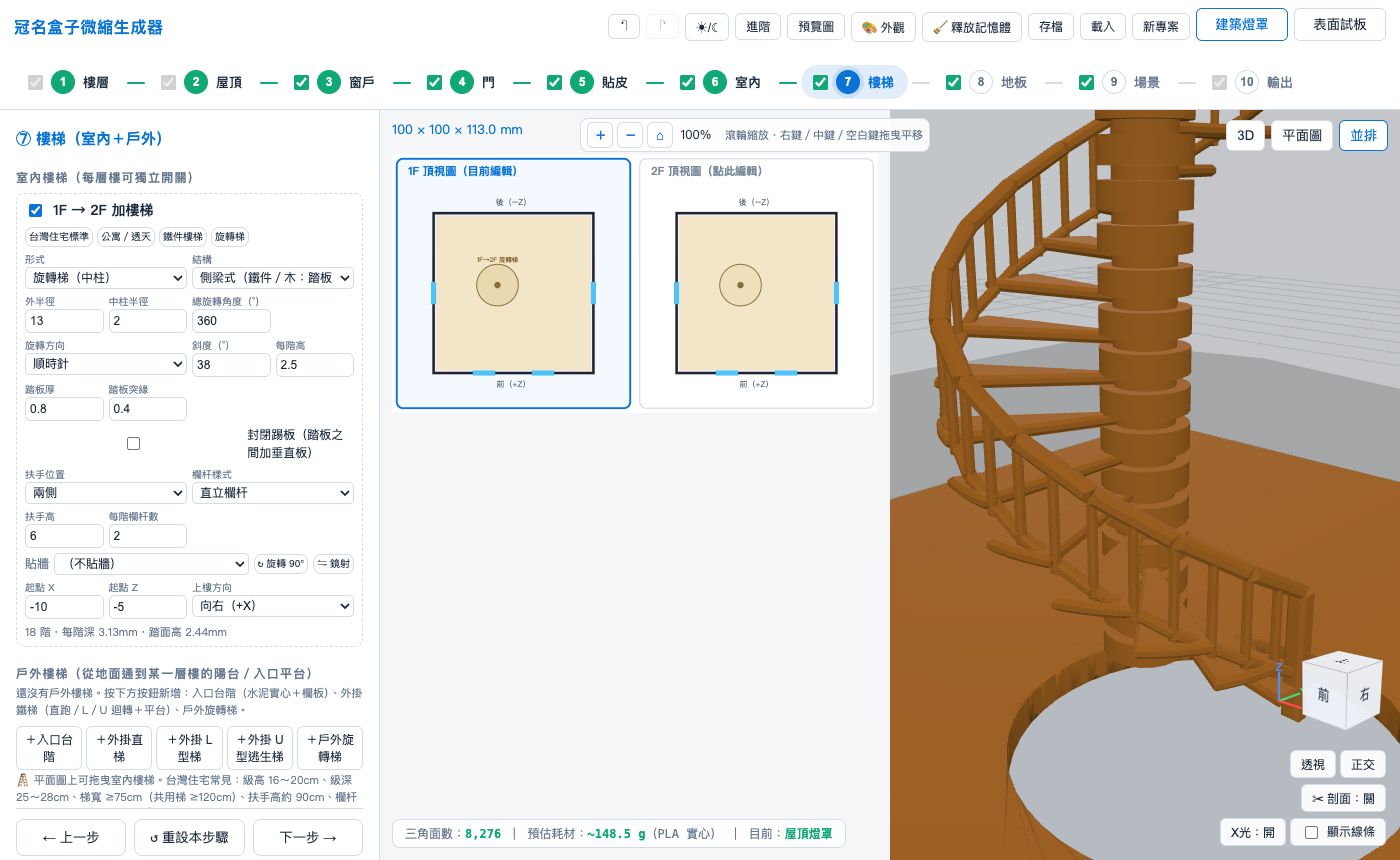 冠名盒子微縮生成器
↰ ↱ ☀/☾ 進階 預覽圖 🎨 外觀 🧹 釋放記憶體 存檔 載入 新專案 建築燈罩 表面試板
1 樓層 2 屋頂 3 窗戶 4 門 5 貼皮 6 室內 7 樓梯 8 地板 9 場景 10 輸出
⑦ 樓梯（室內＋戶外）
室內樓梯（每層樓可獨立開關）
1F → 2F 加樓梯
台灣住宅標準 公寓 / 透天 鐵件樓梯 旋轉梯
形式 結構
旋轉梯（中柱） 側梁式（鐵件 / 木：踏板
外半徑 中柱半徑 總旋轉角度（°）
13 2 360
旋轉方向 斜度（°） 每階高
順時針 38 2.5
踏板厚 踏板突緣
0.8 0.4
封閉踢板（踏板之
間加垂直板）
扶手位置 欄杆樣式
兩側 直立欄杆
扶手高 每階欄杆數
6 2
貼牆 （不貼牆） ↻ 旋轉 90° ⇋ 鏡射
起點 X 起點 Z 上樓方向
-10 -5 向右（+X）
18 階・每階深 3.13mm・踏面高 2.44mm
戶外樓梯（從地面通到某一層樓的陽台 / 入口平台）
還沒有戶外樓梯。按下方按鈕新增：入口台階（水泥實心＋欄板）、外掛
鐵梯（直跑 / L / U 迴轉＋平台）、戶外旋轉梯。
＋入口台
階
＋外掛直
梯
＋外掛 L
型梯
＋外掛 U
型逃生梯
＋戶外旋
轉梯
平面圖上可拖曳室內樓梯。台灣住宅常見：級高 16～20cm、級深
25～28cm、梯寬 ≥75cm（共用梯 ≥120cm）、扶手高約 90cm、欄杆
← 上一步 ↺ 重設本步驟 下一步 →
100 × 100 × 113.0 mm
+ − ⌂ 100% 滾輪縮放・右鍵 / 中鍵 / 空白鍵拖曳平移
1F 頂視圖（目前編輯）
後（—Z）
1F→2F 旋轉梯
前（+Z）
2F 頂視圖（點此編輯）
後（—Z）
前（+Z）
三角面數：8,276 | 預估耗材：~148.5 g (PLA 實心) | 目前：屋頂燈罩
3D 平面圖 並排
Z
上
前 右
透視 正交
✂ 剖面：關
X光：開 顯示線條